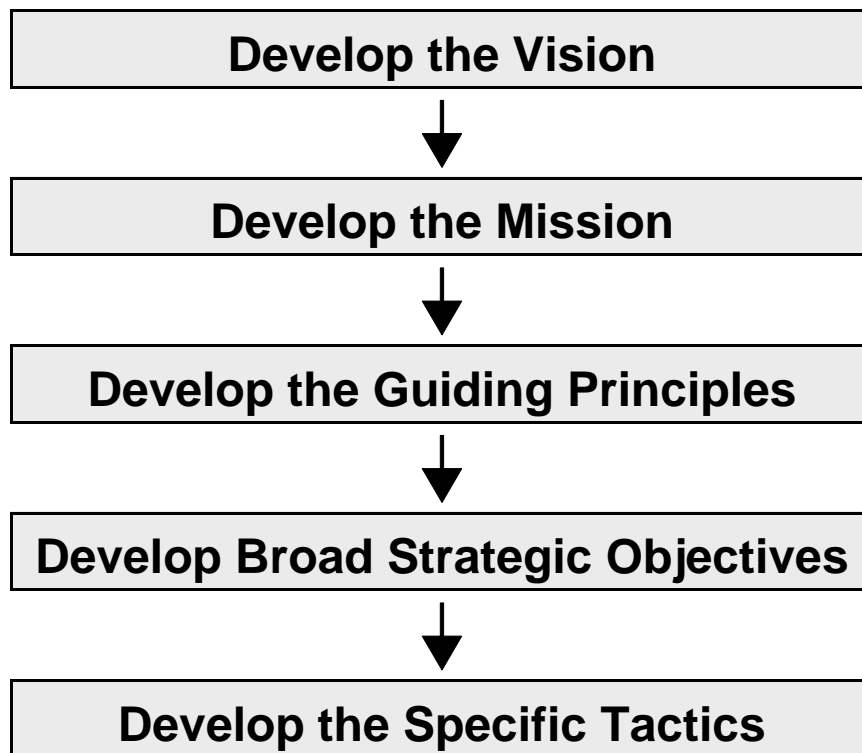 Develop the Vision
Develop the Mission
Develop the Guiding Principles
Develop Broad Strategic Objectives
Develop the Specific Tactics